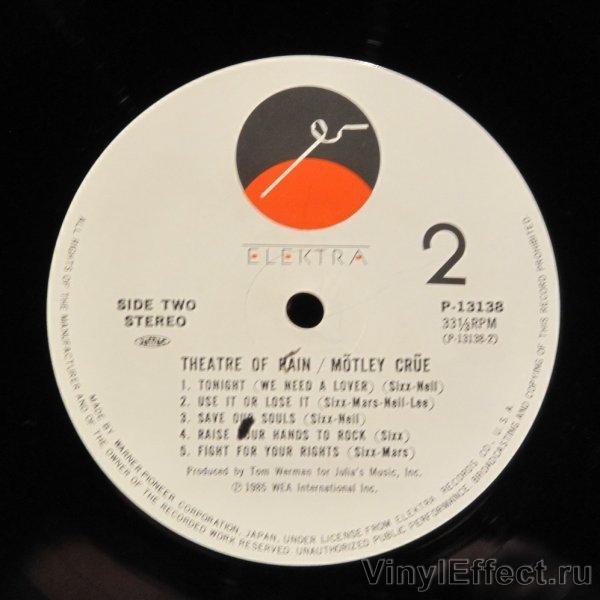 ELEKTRA
2
SIDE TWO
STEREO
P-13138
33⅓RPM
(P-13138-2)
THEATRE OF PAIN / MÖTLEY CRÜE
1. TONIGHT (WE NEED A LOVER) (Sixx-Neil)
2. USE IT OR LOSE IT (Sixx-Mars-Neil-Lee)
3. SAVE OUR SOULS (Sixx-Neil)
4. RAISE YOUR HANDS TO ROCK (Sixx)
5. FIGHT FOR YOUR RIGHTS (Sixx-Mars)
Produced by Tom Werman for Julia's Music, Inc.
Ⓟ 1985 WEA International Inc.
MADE BY WARNER-PIONEER CORPORATION, JAPAN, UNDER LICENSE FROM ELEKTRA RECORDS CO., U.S.A.
ALL RIGHTS OF THE MANUFACTURER AND OF THE OWNER OF THE RECORDED WORK RESERVED. UNAUTHORIZED PUBLIC PERFORMANCE, BROADCASTING AND COPYING OF THIS RECORD PROHIBITED.
VinylEffect.ru